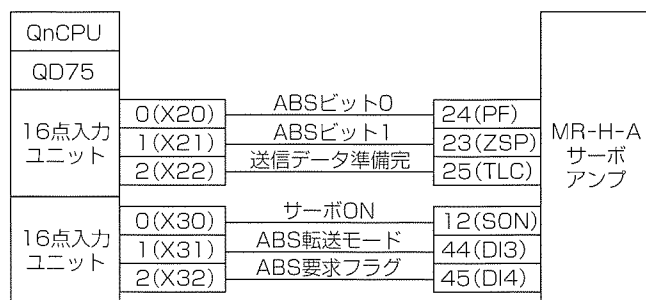 QnCPU
QD75
16点入力
ユニット
0(X20)
1(X21)
2(X22)
ABSビット0
ABSビット1
送信データ準備完
24(PF)
23(ZSP)
25(TLC)
MR-H-A
サーボ
アンプ
16点入力
ユニット
0(X30)
1(X31)
2(X32)
サーボON
ABS転送モード
ABS要求フラグ
12(SON)
44(DI3)
45(DI4)